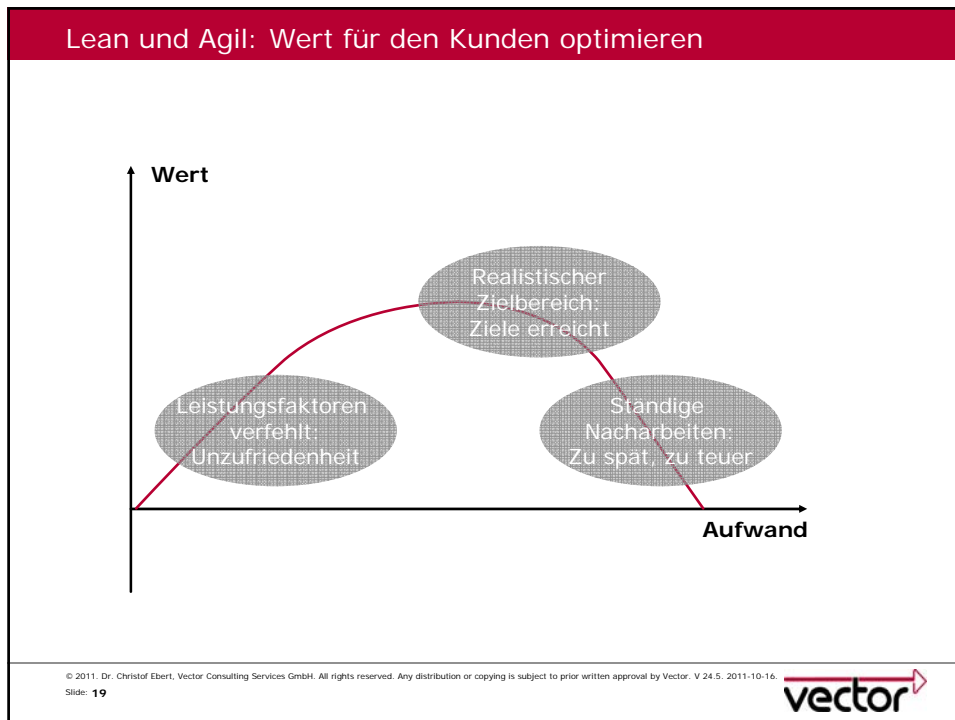 Lean und Agil: Wert für den Kunden optimieren
Wert
Realistischer
Zielbereich:
Ziele erreicht
Leistungsfaktoren
verfehlt:
Unzufriedenheit
Ständige
Nacharbeiten:
Zu spät, zu teuer
Aufwand
© 2011. Dr. Christof Ebert, Vector Consulting Services GmbH. All rights reserved. Any distribution or copying is subject to prior written approval by Vector. V 24.5. 2011-10-16.
Slide: 19
vector